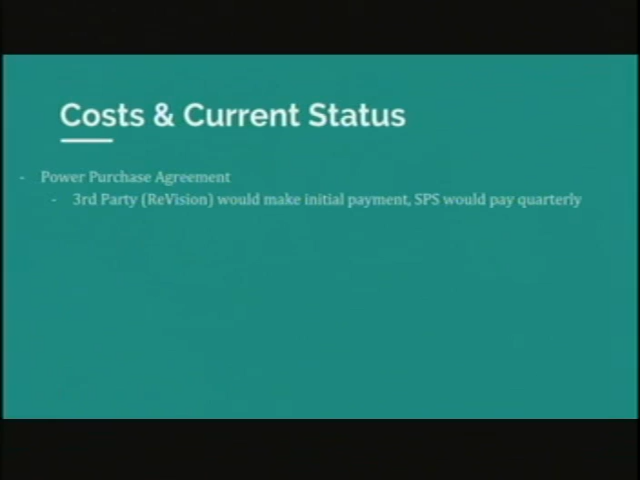 Costs & Current Status
- Power Purchase Agreement
- 3rd Party (ReVision) would make initial payment, SPS would pay quarterly